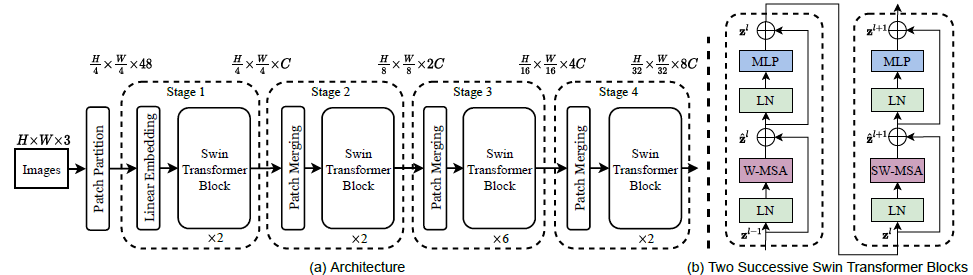 H/4 × W/4 × 48
H/4 × W/4 × C
H/8 × W/8 × 2C
H/16 × W/16 × 4C
H/32 × W/32 × 8C
Stage 1
Stage 2
Stage 3
Stage 4
H×W×3
Images
Patch Partition
Linear Embedding
Swin
Transformer
Block
×2
Patch Merging
Swin
Transformer
Block
×2
Patch Merging
Swin
Transformer
Block
×6
Patch Merging
Swin
Transformer
Block
×2
(a) Architecture
z^l
MLP
LN
ẑ^l
W-MSA
LN
z^{l-1}
z^{l+1}
MLP
LN
ẑ^{l+1}
SW-MSA
LN
z^l
(b) Two Successive Swin Transformer Blocks